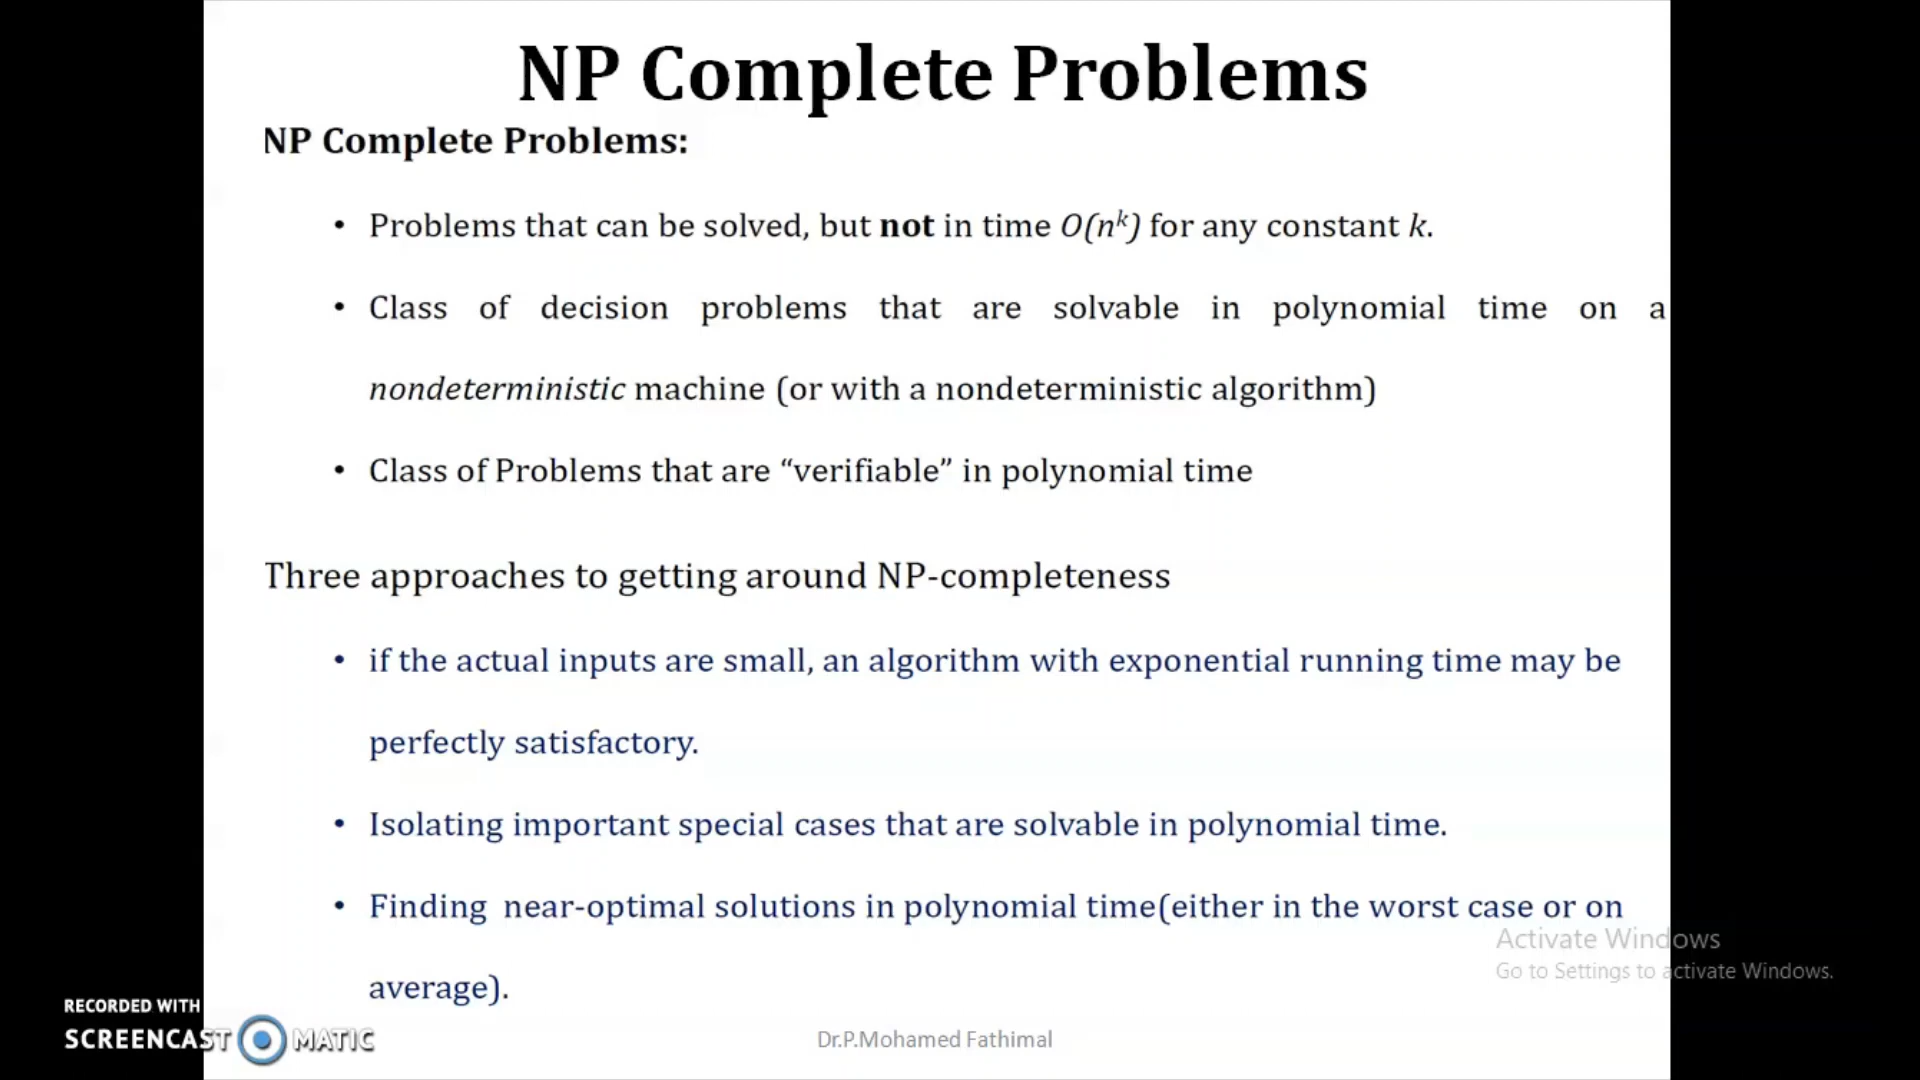 NP Complete Problems
NP Complete Problems:
• Problems that can be solved, but not in time O(nᵏ) for any constant k.
• Class of decision problems that are solvable in polynomial time on a
nondeterministic machine (or with a nondeterministic algorithm)
• Class of Problems that are “verifiable” in polynomial time
Three approaches to getting around NP-completeness
• if the actual inputs are small, an algorithm with exponential running time may be
perfectly satisfactory.
• Isolating important special cases that are solvable in polynomial time.
• Finding near-optimal solutions in polynomial time(either in the worst case or on
average).
Activate Windows
Go to Settings to activate Windows.
RECORDED WITH
SCREENCAST MATIC
Dr.P.Mohamed Fathimal